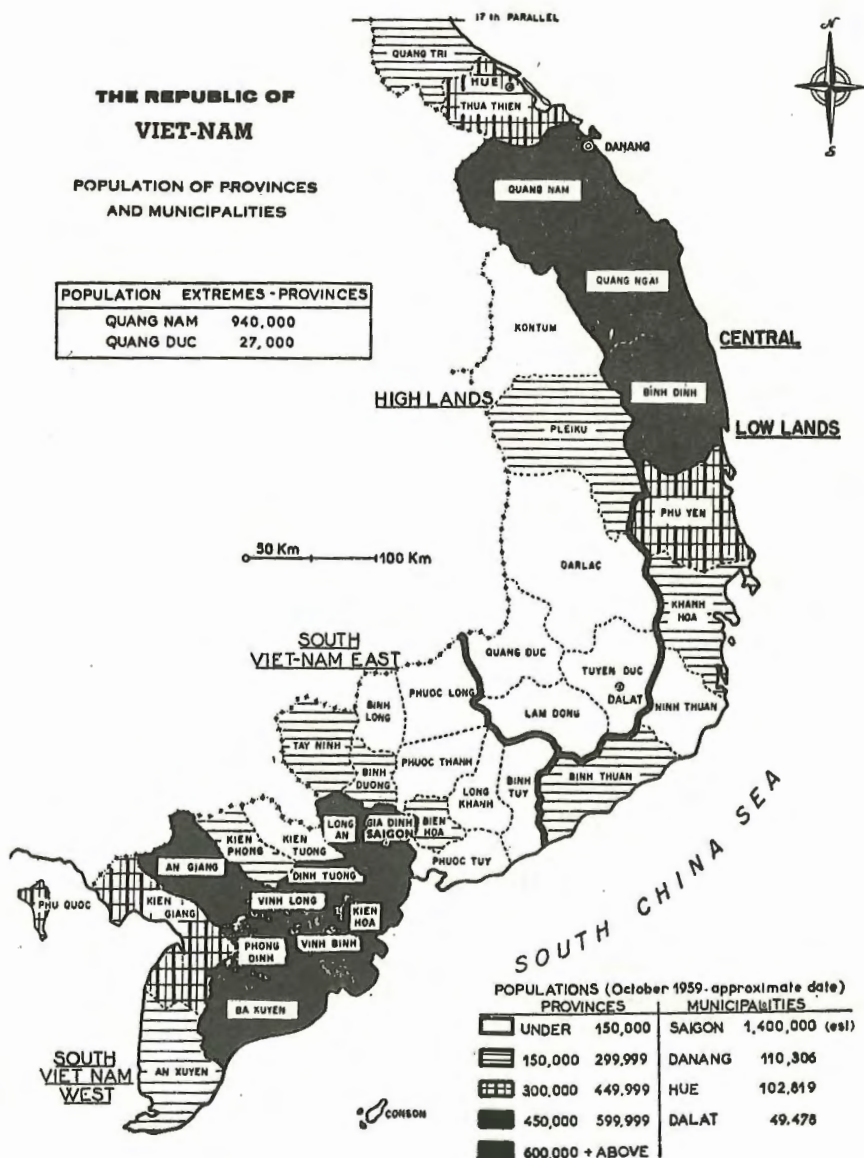 17th PARALLEL
N
S
THE REPUBLIC OF
VIET-NAM
POPULATION OF PROVINCES
AND MUNICIPALITIES
POPULATION EXTREMES - PROVINCES
QUANG NAM 940,000
QUANG DUC 27,000
QUANG TRI
HUE
THUA THIEN
DANANG
QUANG NAM
QUANG NGAI
KONTUM
CENTRAL
HIGH LANDS
BINH DINH
PLEIKU
LOW LANDS
PHU YEN
50 Km
100 Km
DARLAC
KHANH
HOA
SOUTH
VIET-NAM EAST
QUANG DUC
TUYEN DUC
DALAT
PHUOC LONG
BINH
LONG
LAM DONG
NINH THUAN
TAY NINH
BINH
DUONG
PHUOC THANH
LONG
KHANH
BINH
TUY
BINH THUAN
LONG
AN
GIA DINH
SAIGON
BIEN
HOA
KIEN
PHONG
KIEN
TUONG
PHUOC TUY
AN GIANG
DINH TUONG
PHU QUOC
KIEN
GIANG
VINH LONG
KIEN
HOA
PHONG
DINH
VINH BINH
BA XUYEN
SOUTH CHINA SEA
SOUTH
VIET NAM
WEST
AN XUYEN
CONSON
POPULATIONS (October 1959-approximate date)
PROVINCES MUNICIPALITIES
UNDER 150,000 SAIGON 1,400,000 (est)
150,000 299,999 DANANG 110,306
300,000 449,999 HUE 102,819
450,000 599,999 DALAT 49.478
600,000 + ABOVE